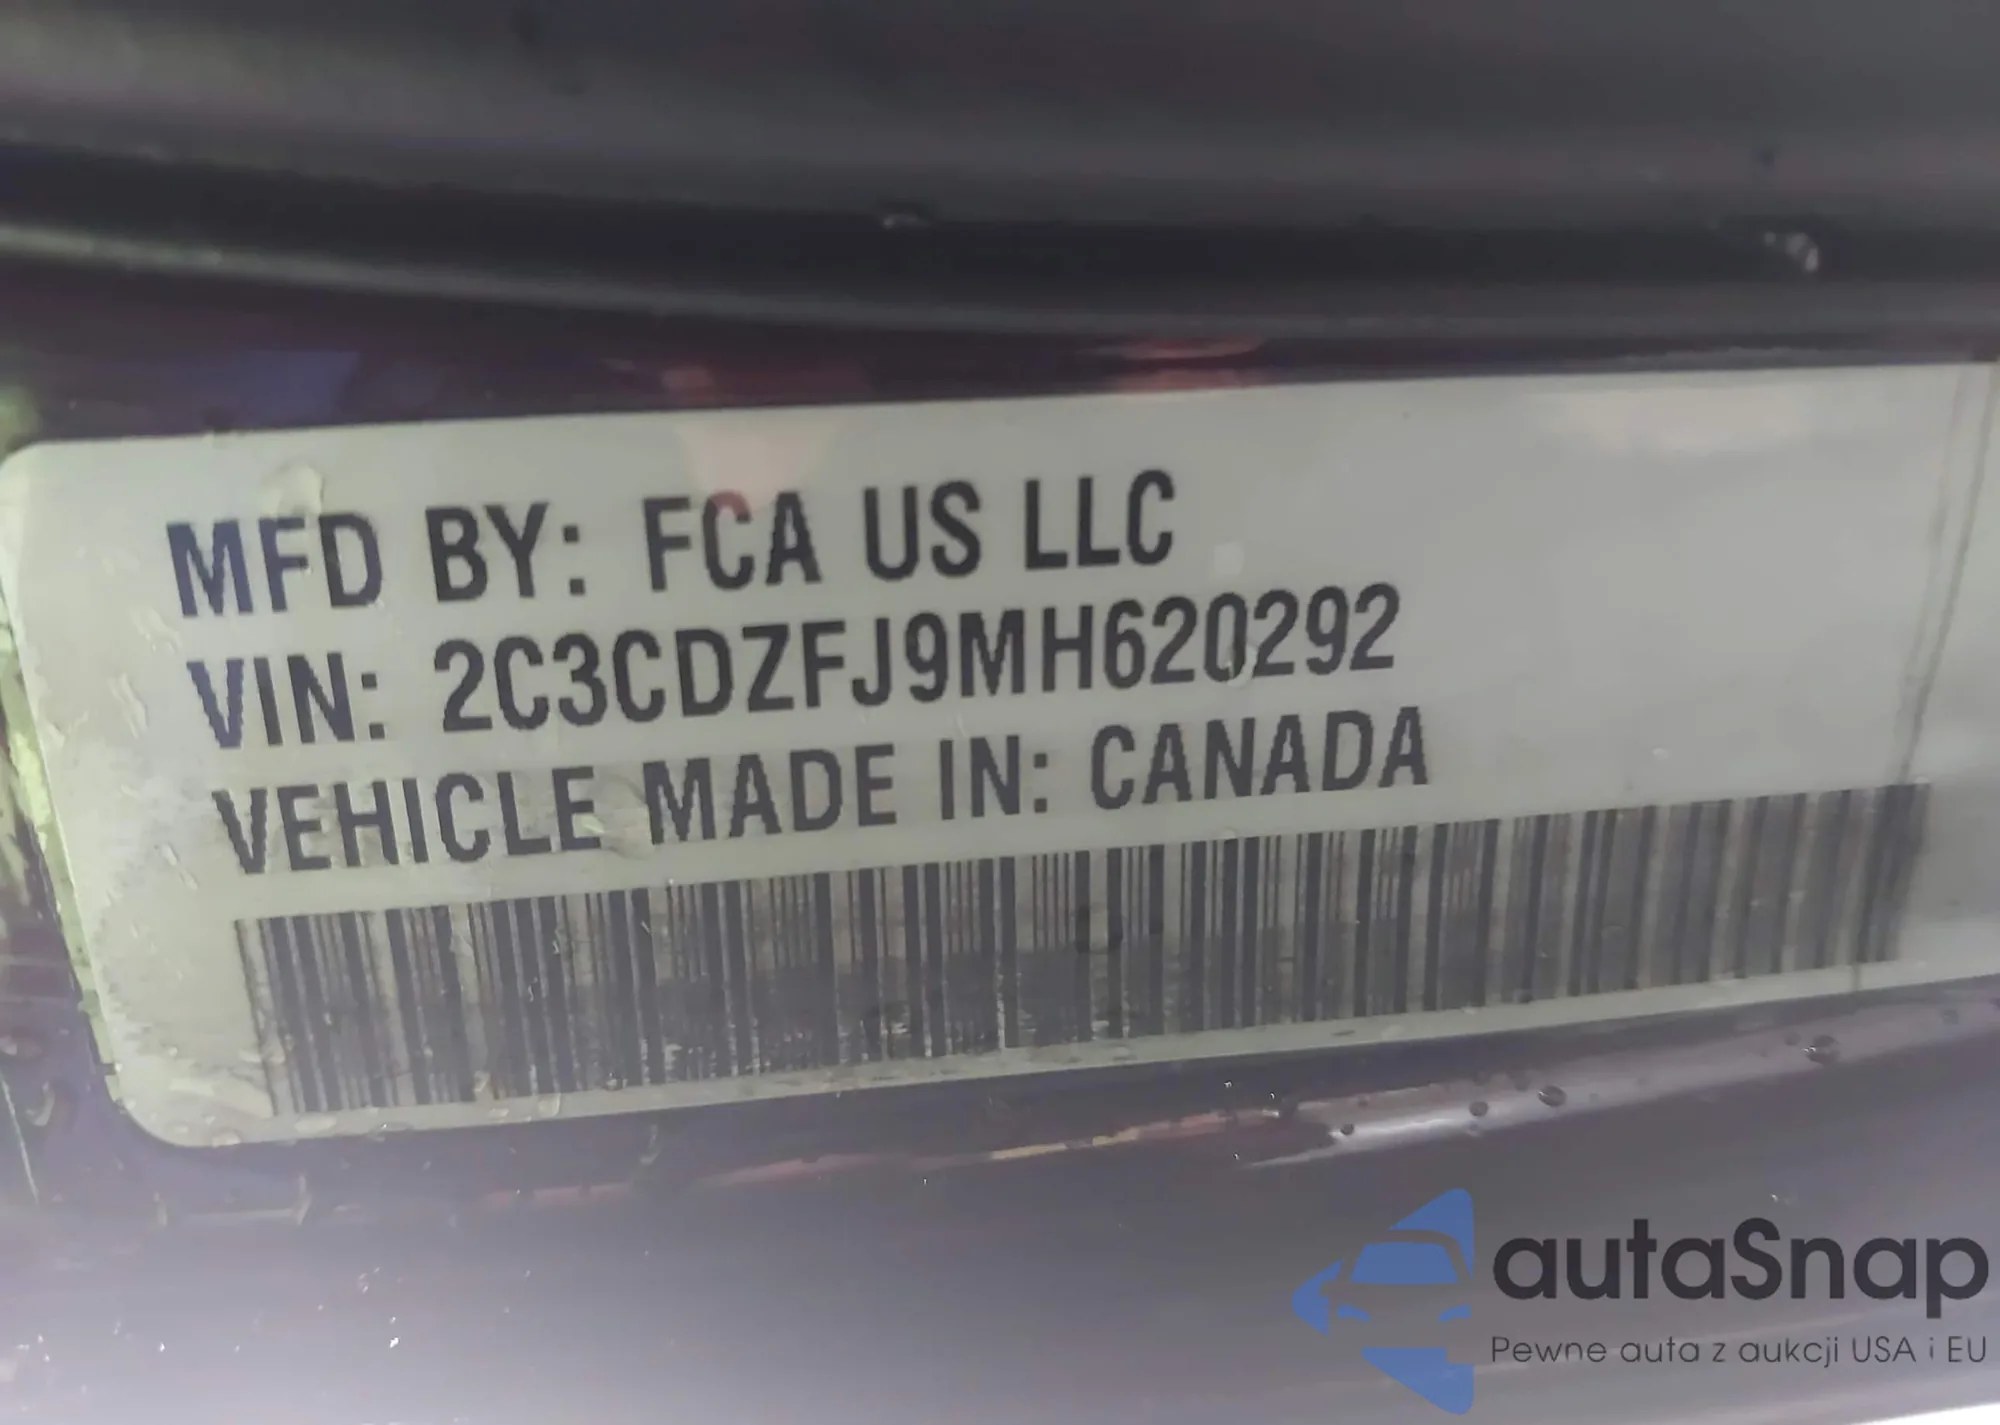 MFD BY: FCA US LLC
VIN: 2C3CDZFJ9MH620292
VEHICLE MADE IN: CANADA
autaSnap
Pewne auta z aukcji USA i EU